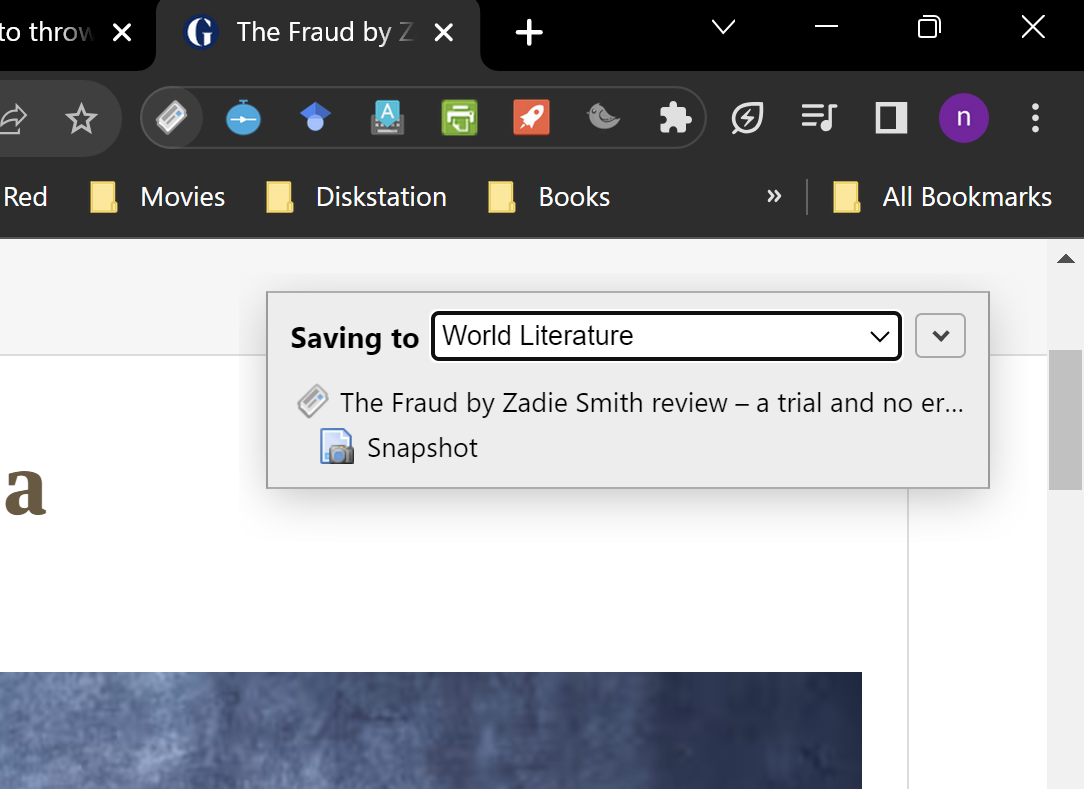 to throw
G The Fraud by Z
A
n
Red Movies Diskstation Books » All Bookmarks
Saving to World Literature
The Fraud by Zadie Smith review – a trial and no er...
Snapshot
a